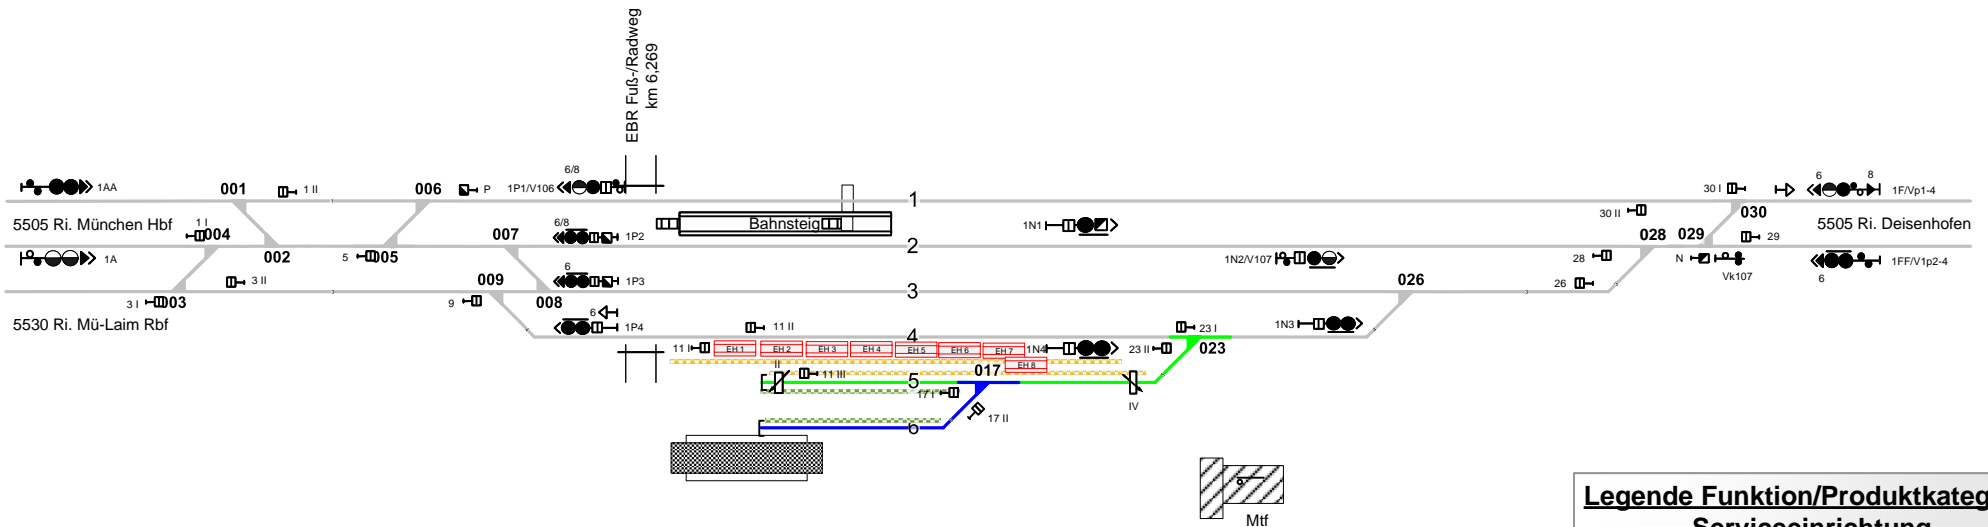 EBR Fuß-/Radweg
km 6,269
1AA
001
1 II
006
P
6/8
1P1/V106
1
30 I
6
8
1F/Vp1-4
5505 Ri. München Hbf
1 I
004
6/8
1P2
Bahnsteig
1N1
30 II
030
5505 Ri. Deisenhofen
1A
002
5
005
007
2
1N2/V107
28
028
029
29
N
Vk107
6
1FF/V1p2-4
3 I
003
3 II
009
9
008
6
1P3
3
026
26
5530 Ri. Mü-Laim Rbf
6
1P4
11 II
4
23 I
1N3
11 I
EH 1
EH 2
EH 3
EH 4
EH 5
EH 6
EH 7
1N4
23 II
023
EH 8
II
11 III
5
017
17 I
IV
17 II
6
Mtf
Legende Funktion/Produktkateg
Serviceeinrichtung